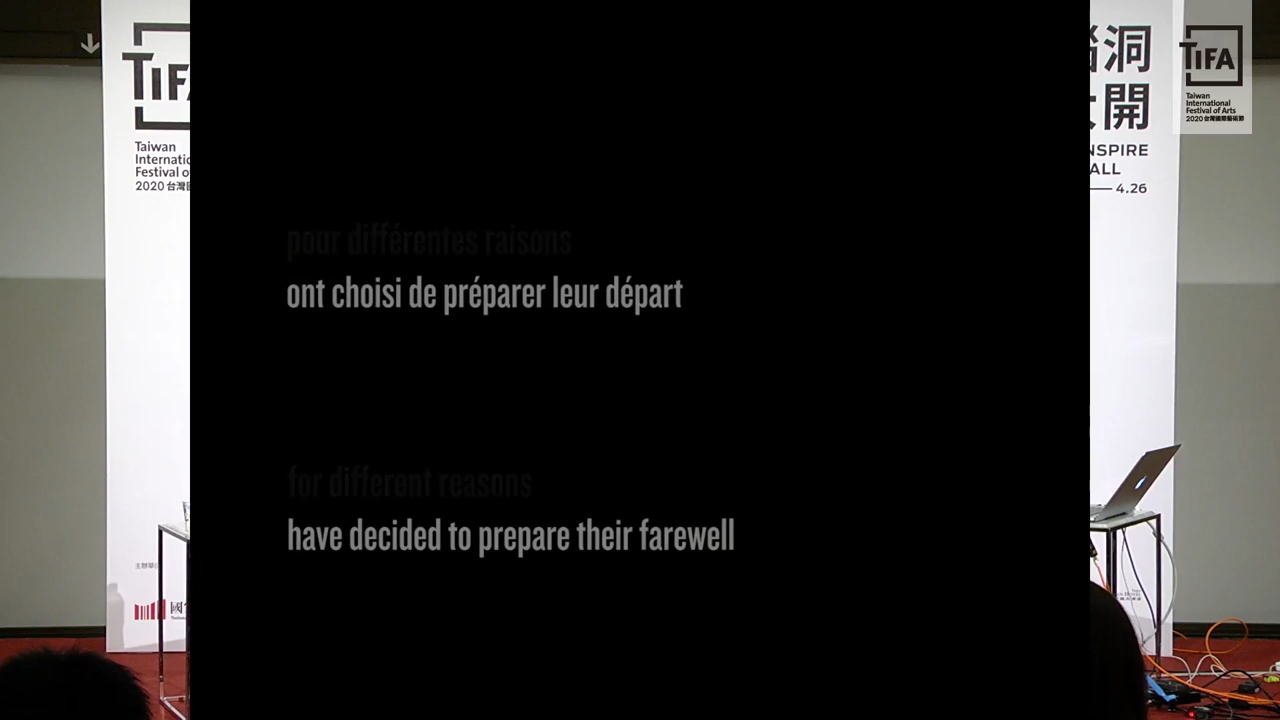 TIFA
Taiwan
Internatio
Festival o
2020 台灣國
pour différentes raisons
ont choisi de préparer leur départ
for different reasons
have decided to prepare their farewell
洞
開
NSPIRE
ALL
4.26
TIFA
Taiwan
International
Festival of Arts
2020 台灣國際藝術節